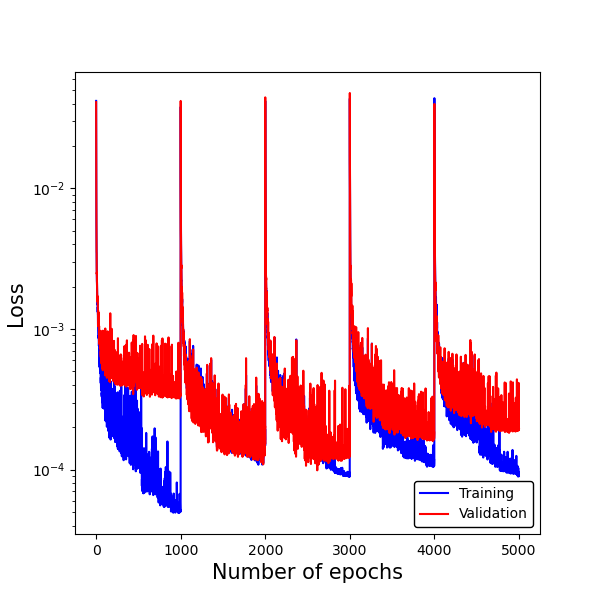 Loss
10⁻²
10⁻³
10⁻⁴
0 1000 2000 3000 4000 5000
Number of epochs
Training
Validation